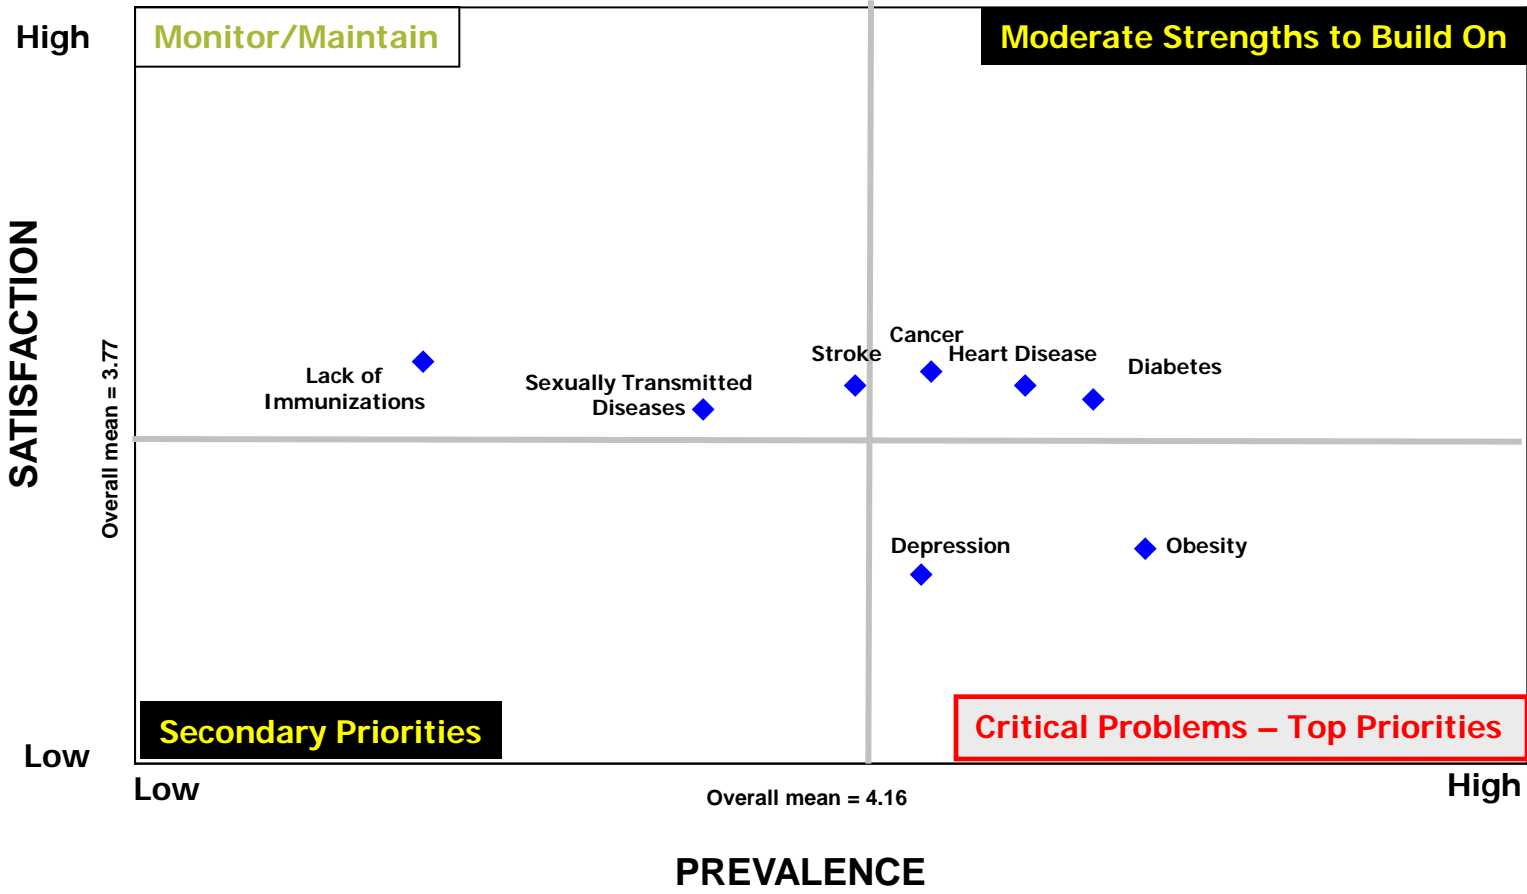 High
Monitor/Maintain
Moderate Strengths to Build On
SATISFACTION
Overall mean = 3.77
Cancer
Stroke
Heart Disease
Diabetes
Lack of
Immunizations
Sexually Transmitted
Diseases
Depression
Obesity
Secondary Priorities
Critical Problems – Top Priorities
Low
Low
Overall mean = 4.16
High
PREVALENCE